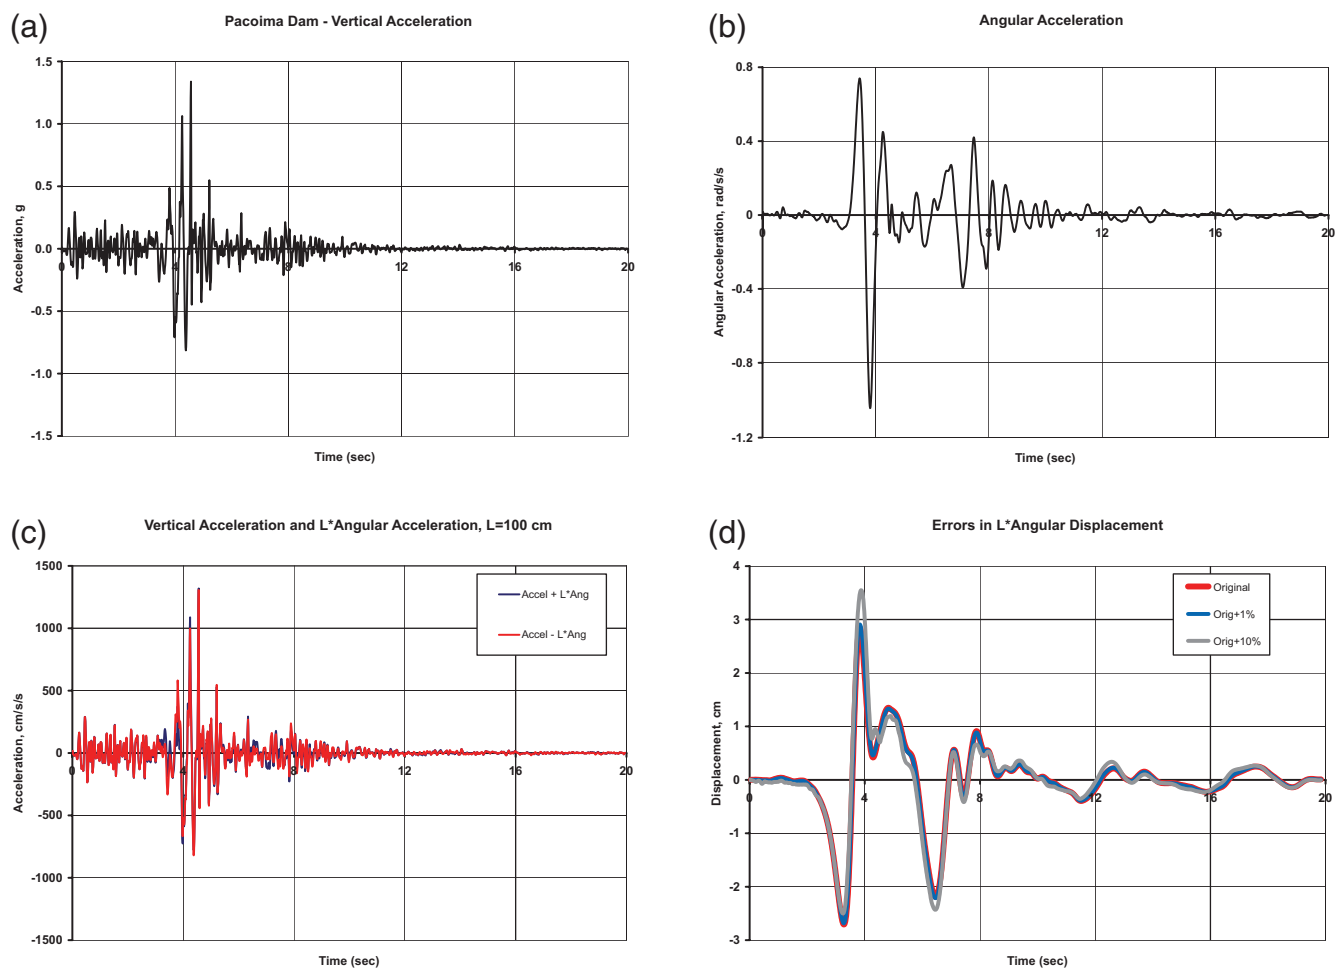 (a)
Pacoima Dam - Vertical Acceleration
1.5
1.0
0.5
0.0
-0.5
-1.0
-1.5
0
4
8
12
16
20
Acceleration, g
Time (sec)
(b)
Angular Acceleration
0.8
0.4
0
-0.4
-0.8
-1.2
0
4
8
12
16
20
Angular Acceleration, rad/s/s
Time (sec)
(c)
Vertical Acceleration and L*Angular Acceleration, L=100 cm
1500
1000
500
0
-500
-1000
-1500
0
4
8
12
16
20
Accel + L*Ang
Accel - L*Ang
Acceleration, cm/s/s
Time (sec)
(d)
Errors in L*Angular Displacement
4
3
2
1
0
-1
-2
-3
0
4
8
12
16
20
Original
Orig+1%
Orig+10%
Displacement, cm
Time (sec)